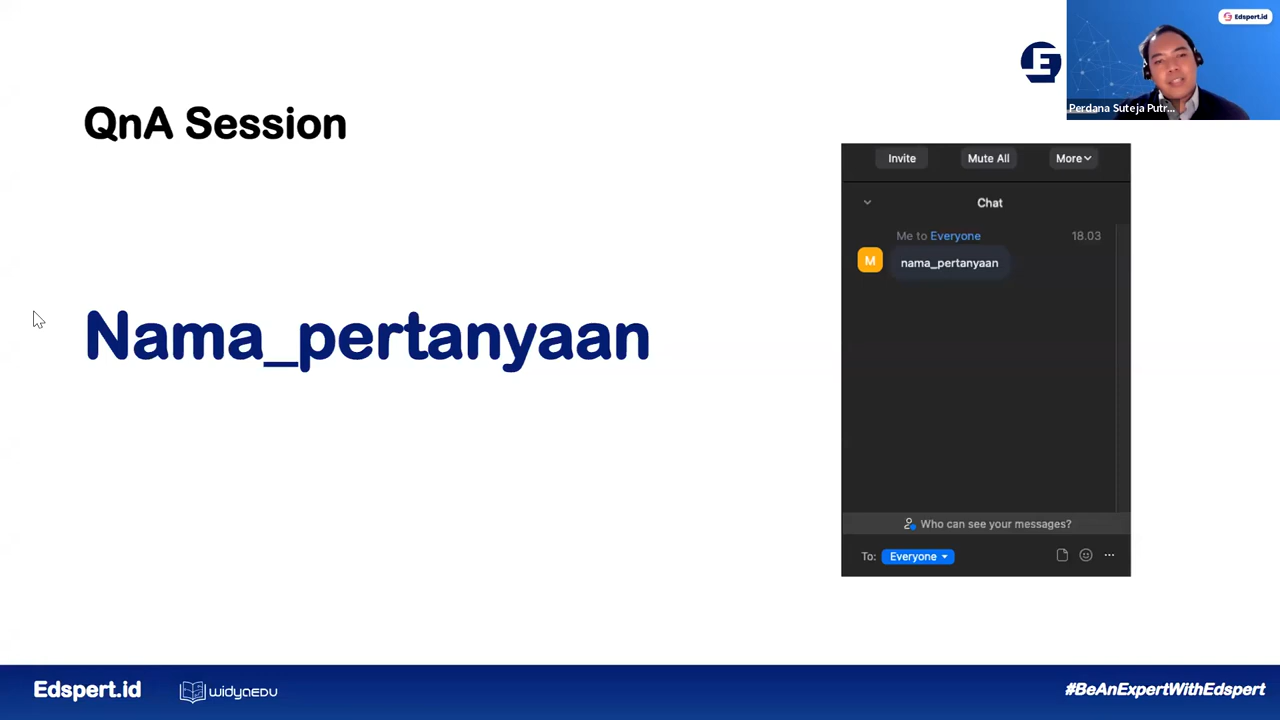 Edspert.id
E
Perdana Suteja Putr...
QnA Session
Nama_pertanyaan
Invite
Mute All
More
Chat
Me to Everyone
18.03
M
nama_pertanyaan
Who can see your messages?
To:
Everyone
...
Edspert.id
WIDYAEDU
#BeAnExpertWithEdspert